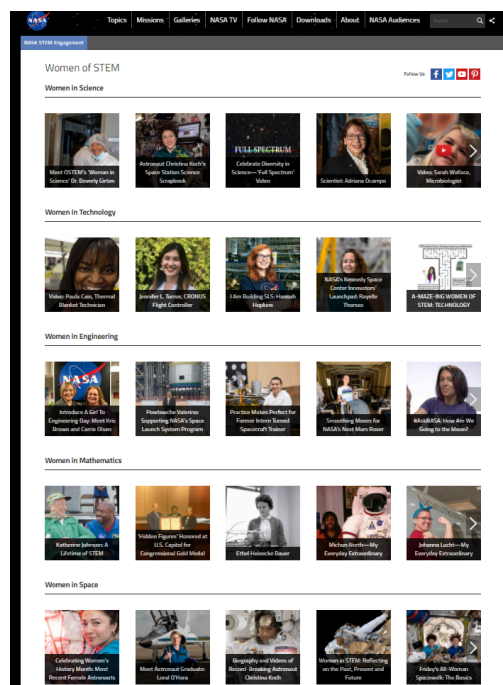 NASA
Topics Missions Galleries NASA TV Follow NASA Downloads About NASA Audiences Search
NASA STEM Engagement
Women of STEM
Follow Us
Women in Science
Meet OSTEM's 'Woman in
Science' Dr. Beverly Girten
Astronaut Christina Koch's
Space Station Science
Scrapbook
FULL-SPECTRUM
Celebrate Diversity in
Science—'Full Spectrum'
Video
Scientist: Adriana Ocampo
Video: Sarah Wallace,
Microbiologist
Women in Technology
Video: Paula Cain, Thermal
Blanket Technician
Jennifer L. Turner, CRONUS
Flight Controller
I Am Building SLS: Hannah
Hopkins
NASA's Kennedy Space
Center Innovators'
Launchpad: Reyelle
Thomas
A-MAZE-ING WOMEN OF
STEM: TECHNOLOGY
Women in Engineering
NASA
Introduce A Girl To
Engineering Day: Meet Kris
Brown and Carrie Olsen
Powtawche Valerino:
Supporting NASA's Space
Launch System Program
Practice Makes Perfect for
Former Intern Turned
Spacecraft Trainer
Smoothing Moves for
NASA's Next Mars Rover
#AskNASA: How Are We
Going to the Moon?
Women in Mathematics
Katherine Johnson: A
Lifetime of STEM
'Hidden Figures' Honored at
U.S. Capitol for
Congressional Gold Medal
Ethel Heinecke Bauer
Michon North—My
Everyday Extraordinary
Johanna Lucht—My
Everyday Extraordinary
Women in Space
Celebrating Women's
History Month: Most
Recent Female Astronauts
Meet Astronaut Graduate:
Loral O'Hara
Biography and Videos of
Record-Breaking Astronaut
Christina Koch
Women in STEM: Reflecting
on the Past, Present and
Future
Friday's All-Woman
Spacewalk: The Basics